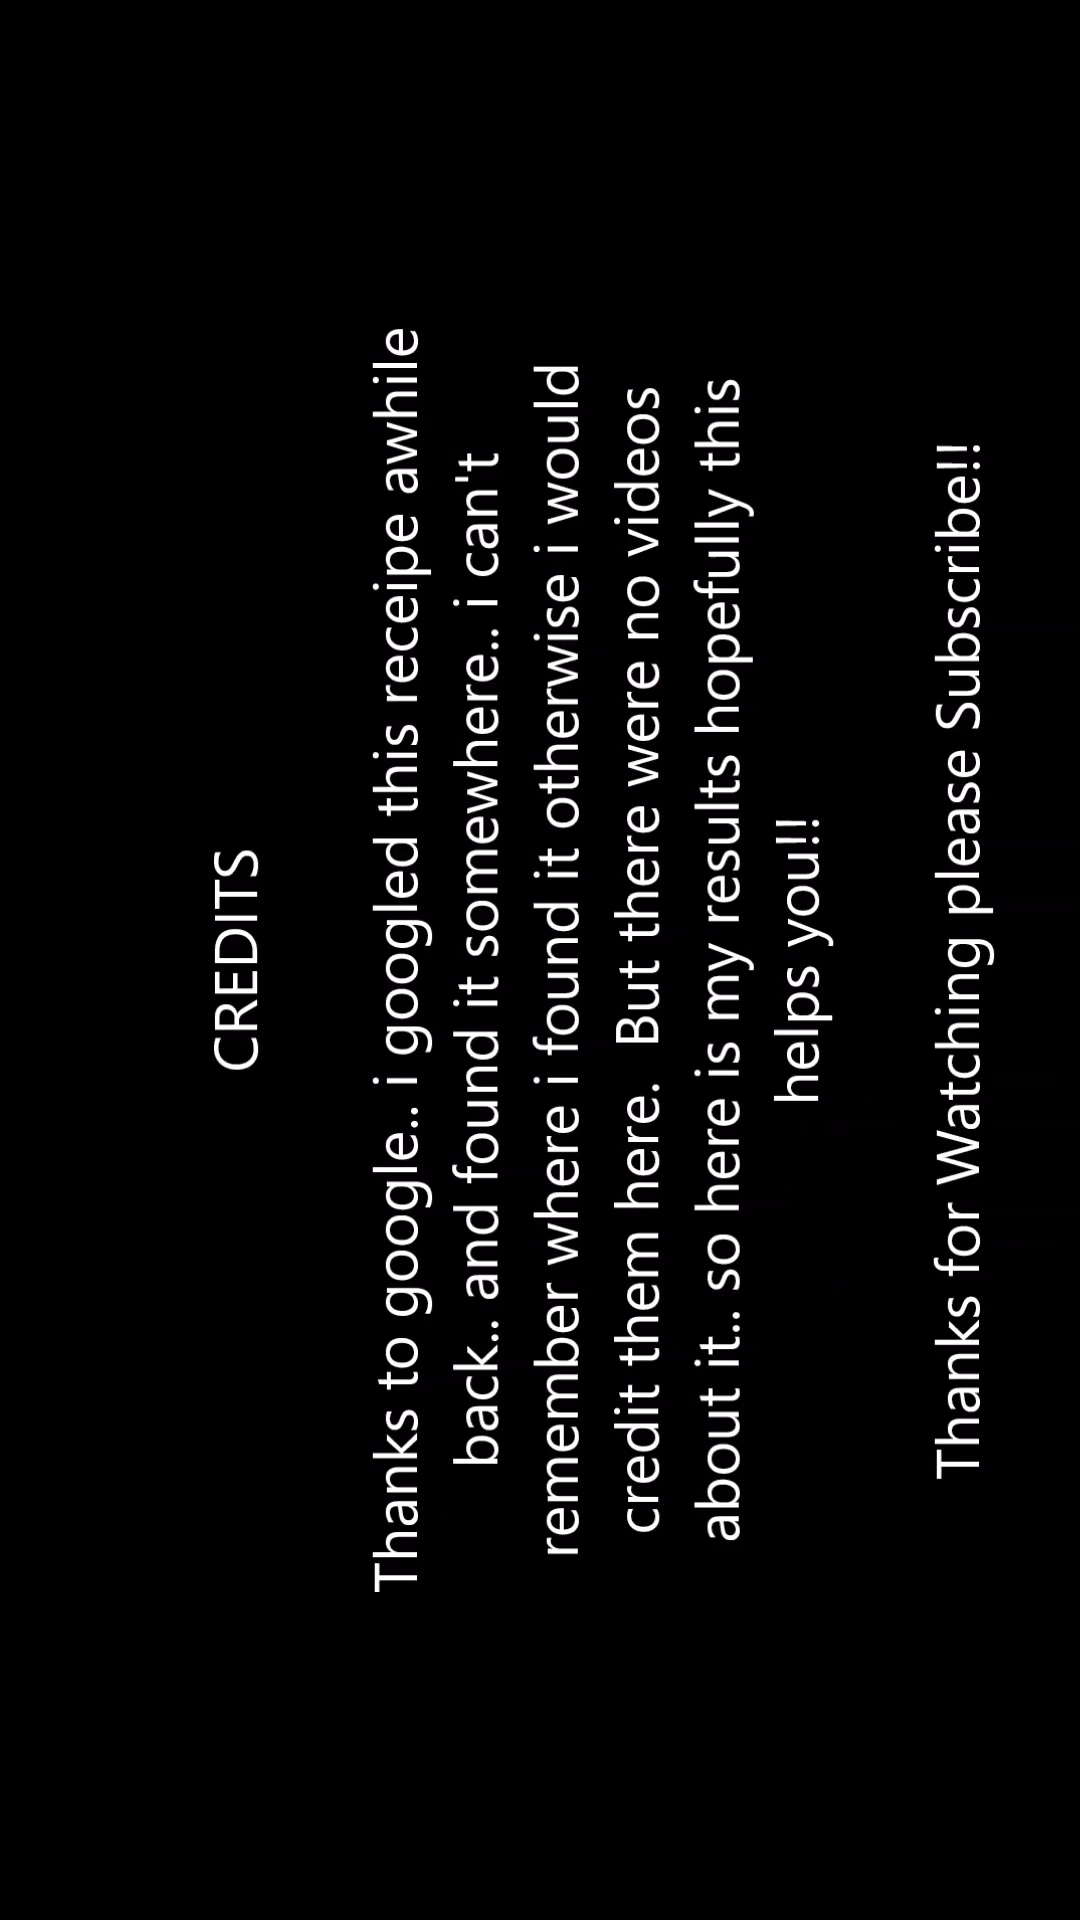 CREDITS
Thanks to google.. i googled this receipe awhile
back.. and found it somewhere.. i can't
remember where i found it otherwise i would
credit them here.  But there were no videos
about it.. so here is my results hopefully this
helps you!!
Thanks for Watching please Subscribe!!